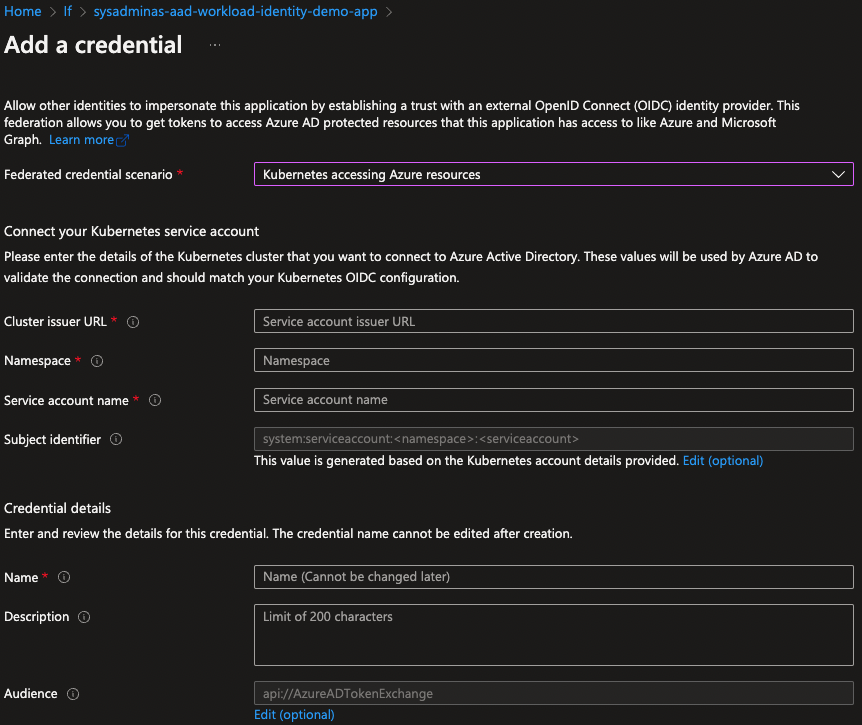 Home > If > sysadminas-aad-workload-identity-demo-app >
Add a credential ...
Allow other identities to impersonate this application by establishing a trust with an external OpenID Connect (OIDC) identity provider. This
federation allows you to get tokens to access Azure AD protected resources that this application has access to like Azure and Microsoft
Graph. Learn more
Federated credential scenario *
Kubernetes accessing Azure resources
Connect your Kubernetes service account
Please enter the details of the Kubernetes cluster that you want to connect to Azure Active Directory. These values will be used by Azure AD to
validate the connection and should match your Kubernetes OIDC configuration.
Cluster issuer URL *
Service account issuer URL
Namespace *
Namespace
Service account name *
Service account name
Subject identifier
system:serviceaccount:<namespace>:<serviceaccount>
This value is generated based on the Kubernetes account details provided. Edit (optional)
Credential details
Enter and review the details for this credential. The credential name cannot be edited after creation.
Name *
Name (Cannot be changed later)
Description
Limit of 200 characters
Audience
api://AzureADTokenExchange
Edit (optional)